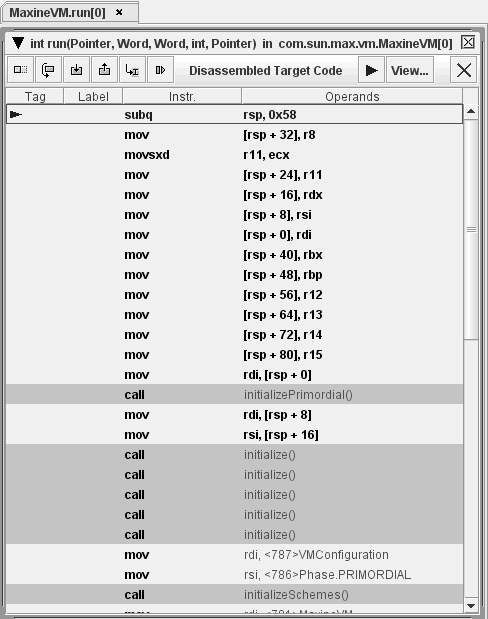 MaxineVM.run[0] ×
int run(Pointer, Word, Word, int, Pointer) in com.sun.max.vm.MaxineVM[0]
Disassembled Target Code View...
Tag Label Instr. Operands
subq rsp, 0x58
mov [rsp + 32], r8
movsxd r11, ecx
mov [rsp + 24], r11
mov [rsp + 16], rdx
mov [rsp + 8], rsi
mov [rsp + 0], rdi
mov [rsp + 40], rbx
mov [rsp + 48], rbp
mov [rsp + 56], r12
mov [rsp + 64], r13
mov [rsp + 72], r14
mov [rsp + 80], r15
mov rdi, [rsp + 0]
call initializePrimordial()
mov rdi, [rsp + 8]
mov rsi, [rsp + 16]
call initialize()
call initialize()
call initialize()
call initialize()
call initialize()
mov rdi, <787>VMConfiguration
mov rsi, <786>Phase.PRIMORDIAL
call initializeSchemes()
mov rdi, <781>MaxineVM